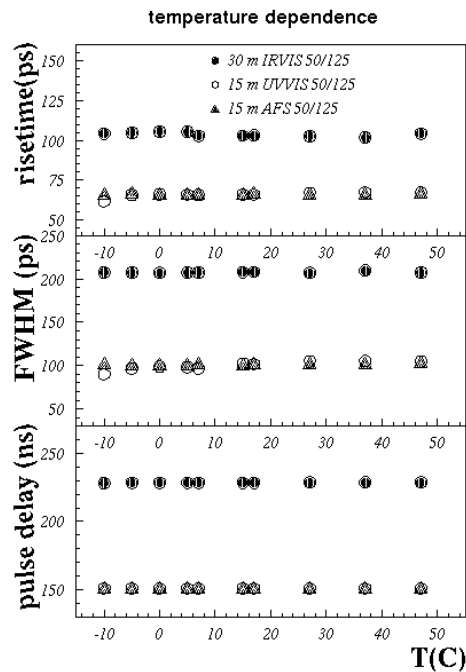 temperature dependence
risetime(ps)
150
125
100
75
50
30 m IRVIS 50/125
15 m UVVIS 50/125
15 m AFS 50/125
-10 0 10 20 30 40 50
FWHM (ps)
250
200
150
100
50
-10 0 10 20 30 40 50
pulse delay (ns)
250
200
150
-10 0 10 20 30 40 50
T(C)